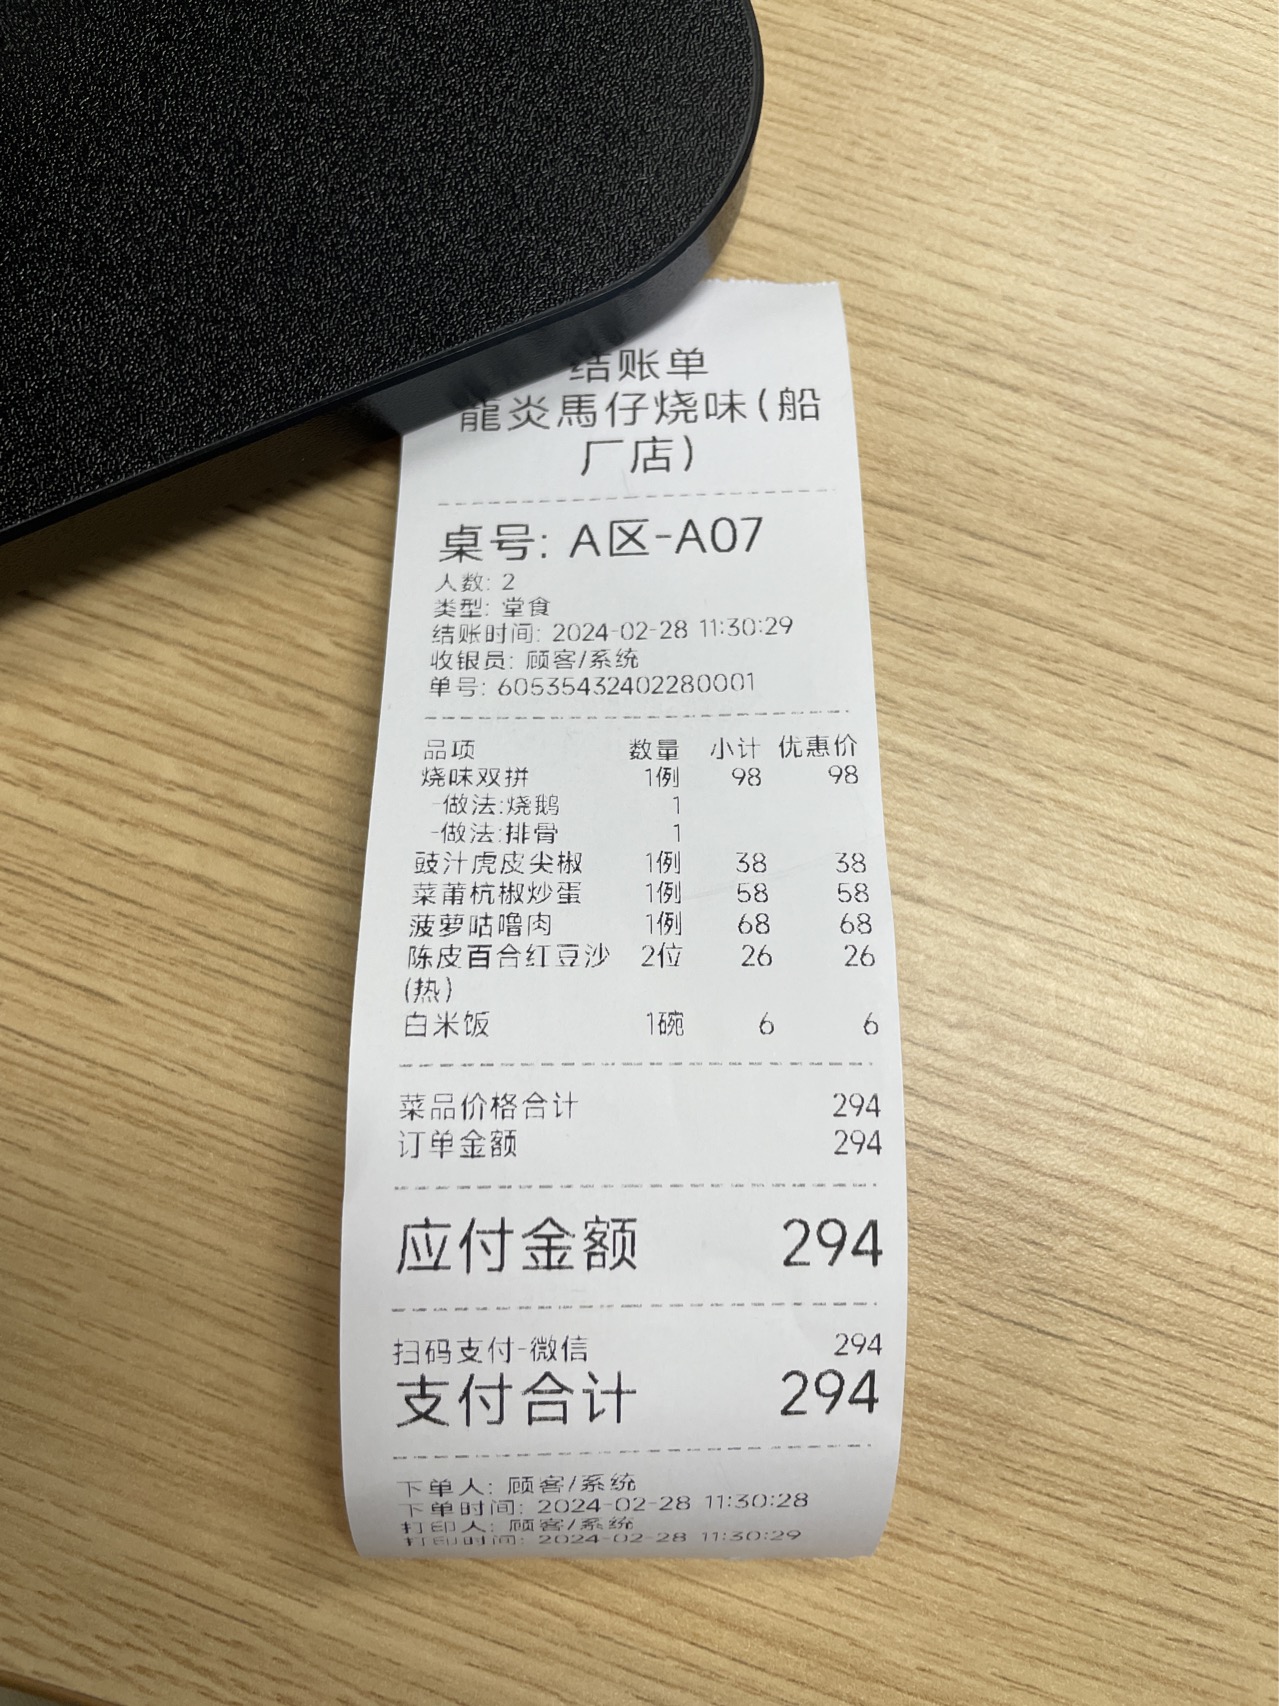 结账单
龍炎馬仔烧味(船
厂店)
桌号: A区-A07
人数: 2
类型: 堂食
结账时间: 2024-02-28 11:30:29
收银员: 顾客/系统
单号: 60535432402280001
品项 数量 小计 优惠价
烧味双拼 1例 98 98
-做法:烧鹅 1
-做法:排骨 1
豉汁虎皮尖椒 1例 38 38
菜莆杭椒炒蛋 1例 58 58
菠萝咕噜肉 1例 68 68
陈皮百合红豆沙 2位 26 26
(热)
白米饭 1碗 6 6
菜品价格合计 294
订单金额 294
应付金额 294
扫码支付-微信 294
支付合计 294
下单人: 顾客/系统
下单时间: 2024-02-28 11:30:28
打印人: 顾客/系统
打印时间: 2024-02-28 11:30:29